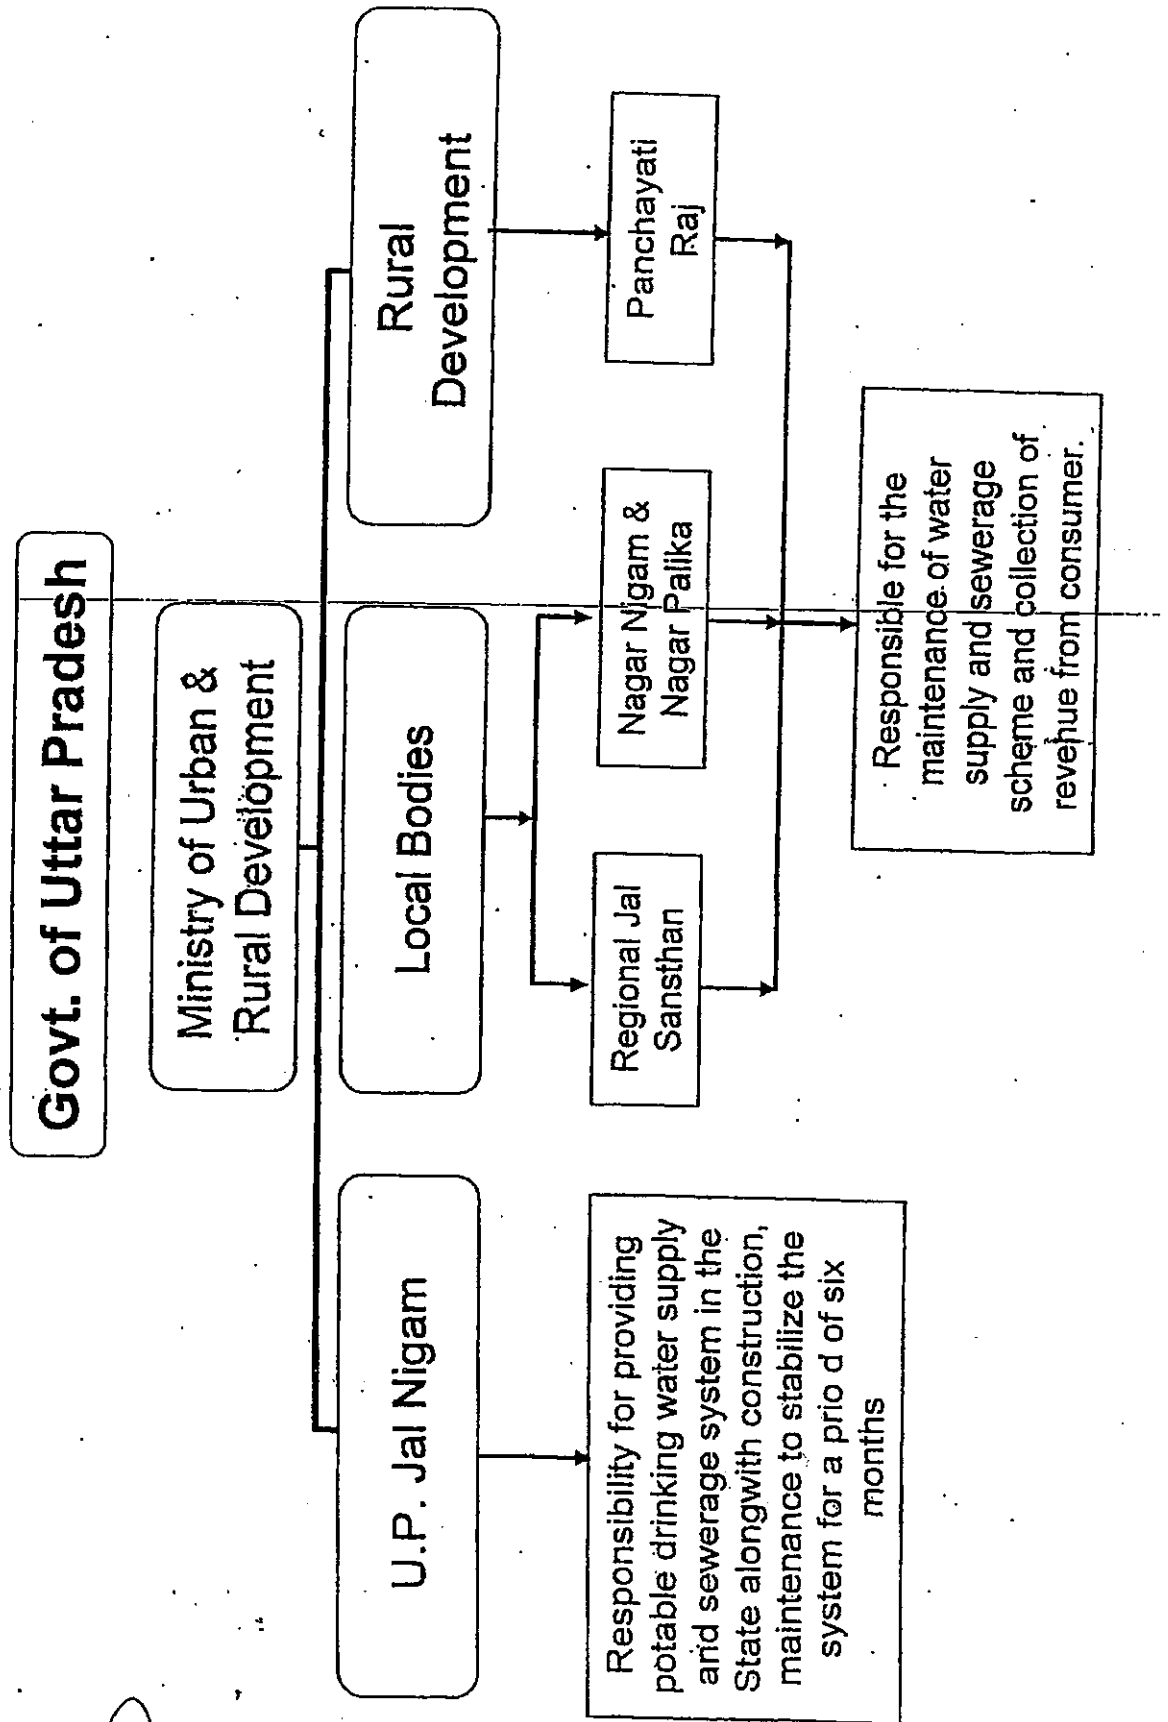 Govt. of Uttar Pradesh
Ministry of Urban &
Rural Development
U.P. Jal Nigam
Local Bodies
Rural
Development
Regional Jal
Sansthan
Nagar Nigam &
Nagar Palika
Panchayati
Raj
Responsibility for providing
potable drinking water supply
and sewerage system in the
State alongwith construction,
maintenance to stabilize the
system for a prio d of six
months
Responsible for the
maintenance of water
supply and sewerage
scheme and collection of
revenue from consumer.